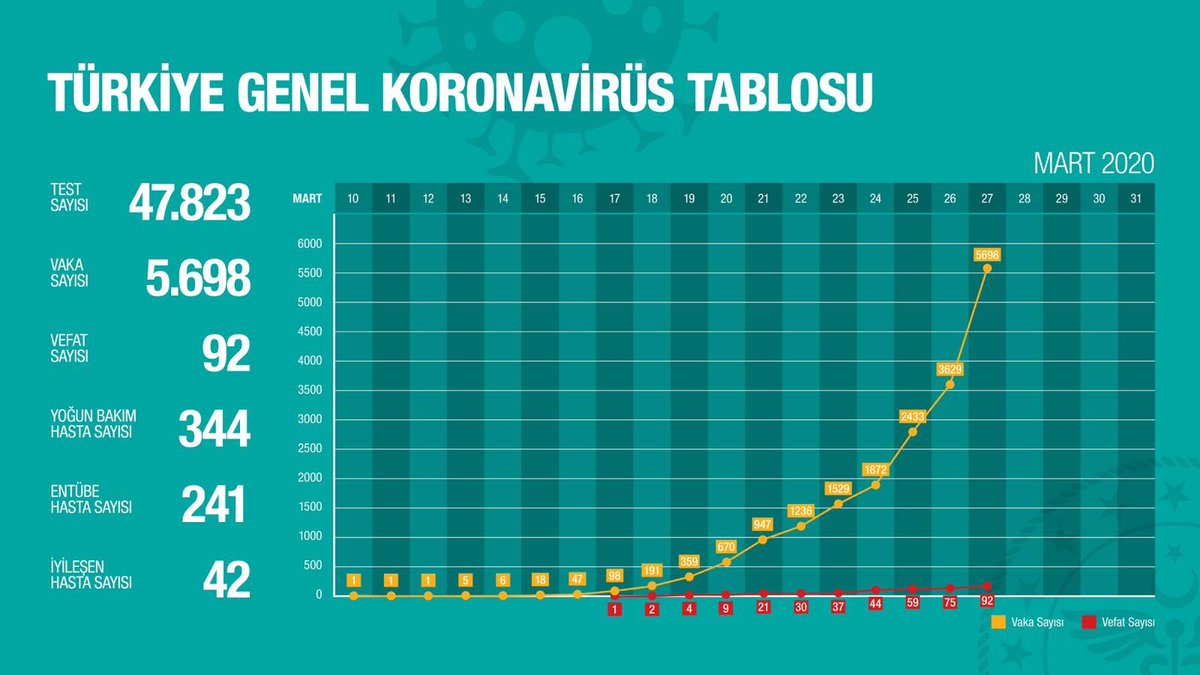 TÜRKİYE GENEL KORONAVİRÜS TABLOSU
MART 2020
TEST
SAYISI
47.823
VAKA
SAYISI
5.698
VEFAT
SAYISI
92
YOĞUN BAKIM
HASTA SAYISI
344
ENTÜBE
HASTA SAYISI
241
İYİLEŞEN
HASTA SAYISI
42
MART 10 11 12 13 14 15 16 17 18 19 20 21 22 23 24 25 26 27 28 29 30 31
6000
5500
5000
4500
4000
3500
3000
2500
2000
1500
1000
500
0
1 1 1 5 6 18 47 98 191 359 670 947 1236 1529 1872 2433 3629 5698
1 2 4 9 21 30 37 44 59 75 92
Vaka Sayısı
Vefat Sayısı